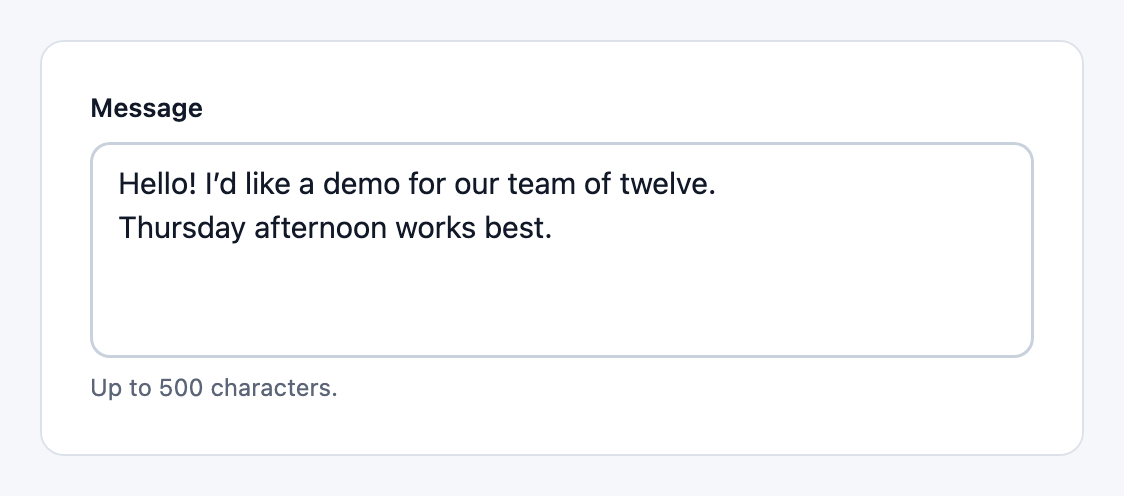 Message
Hello! I’d like a demo for our team of twelve.
Thursday afternoon works best.
Up to 500 characters.